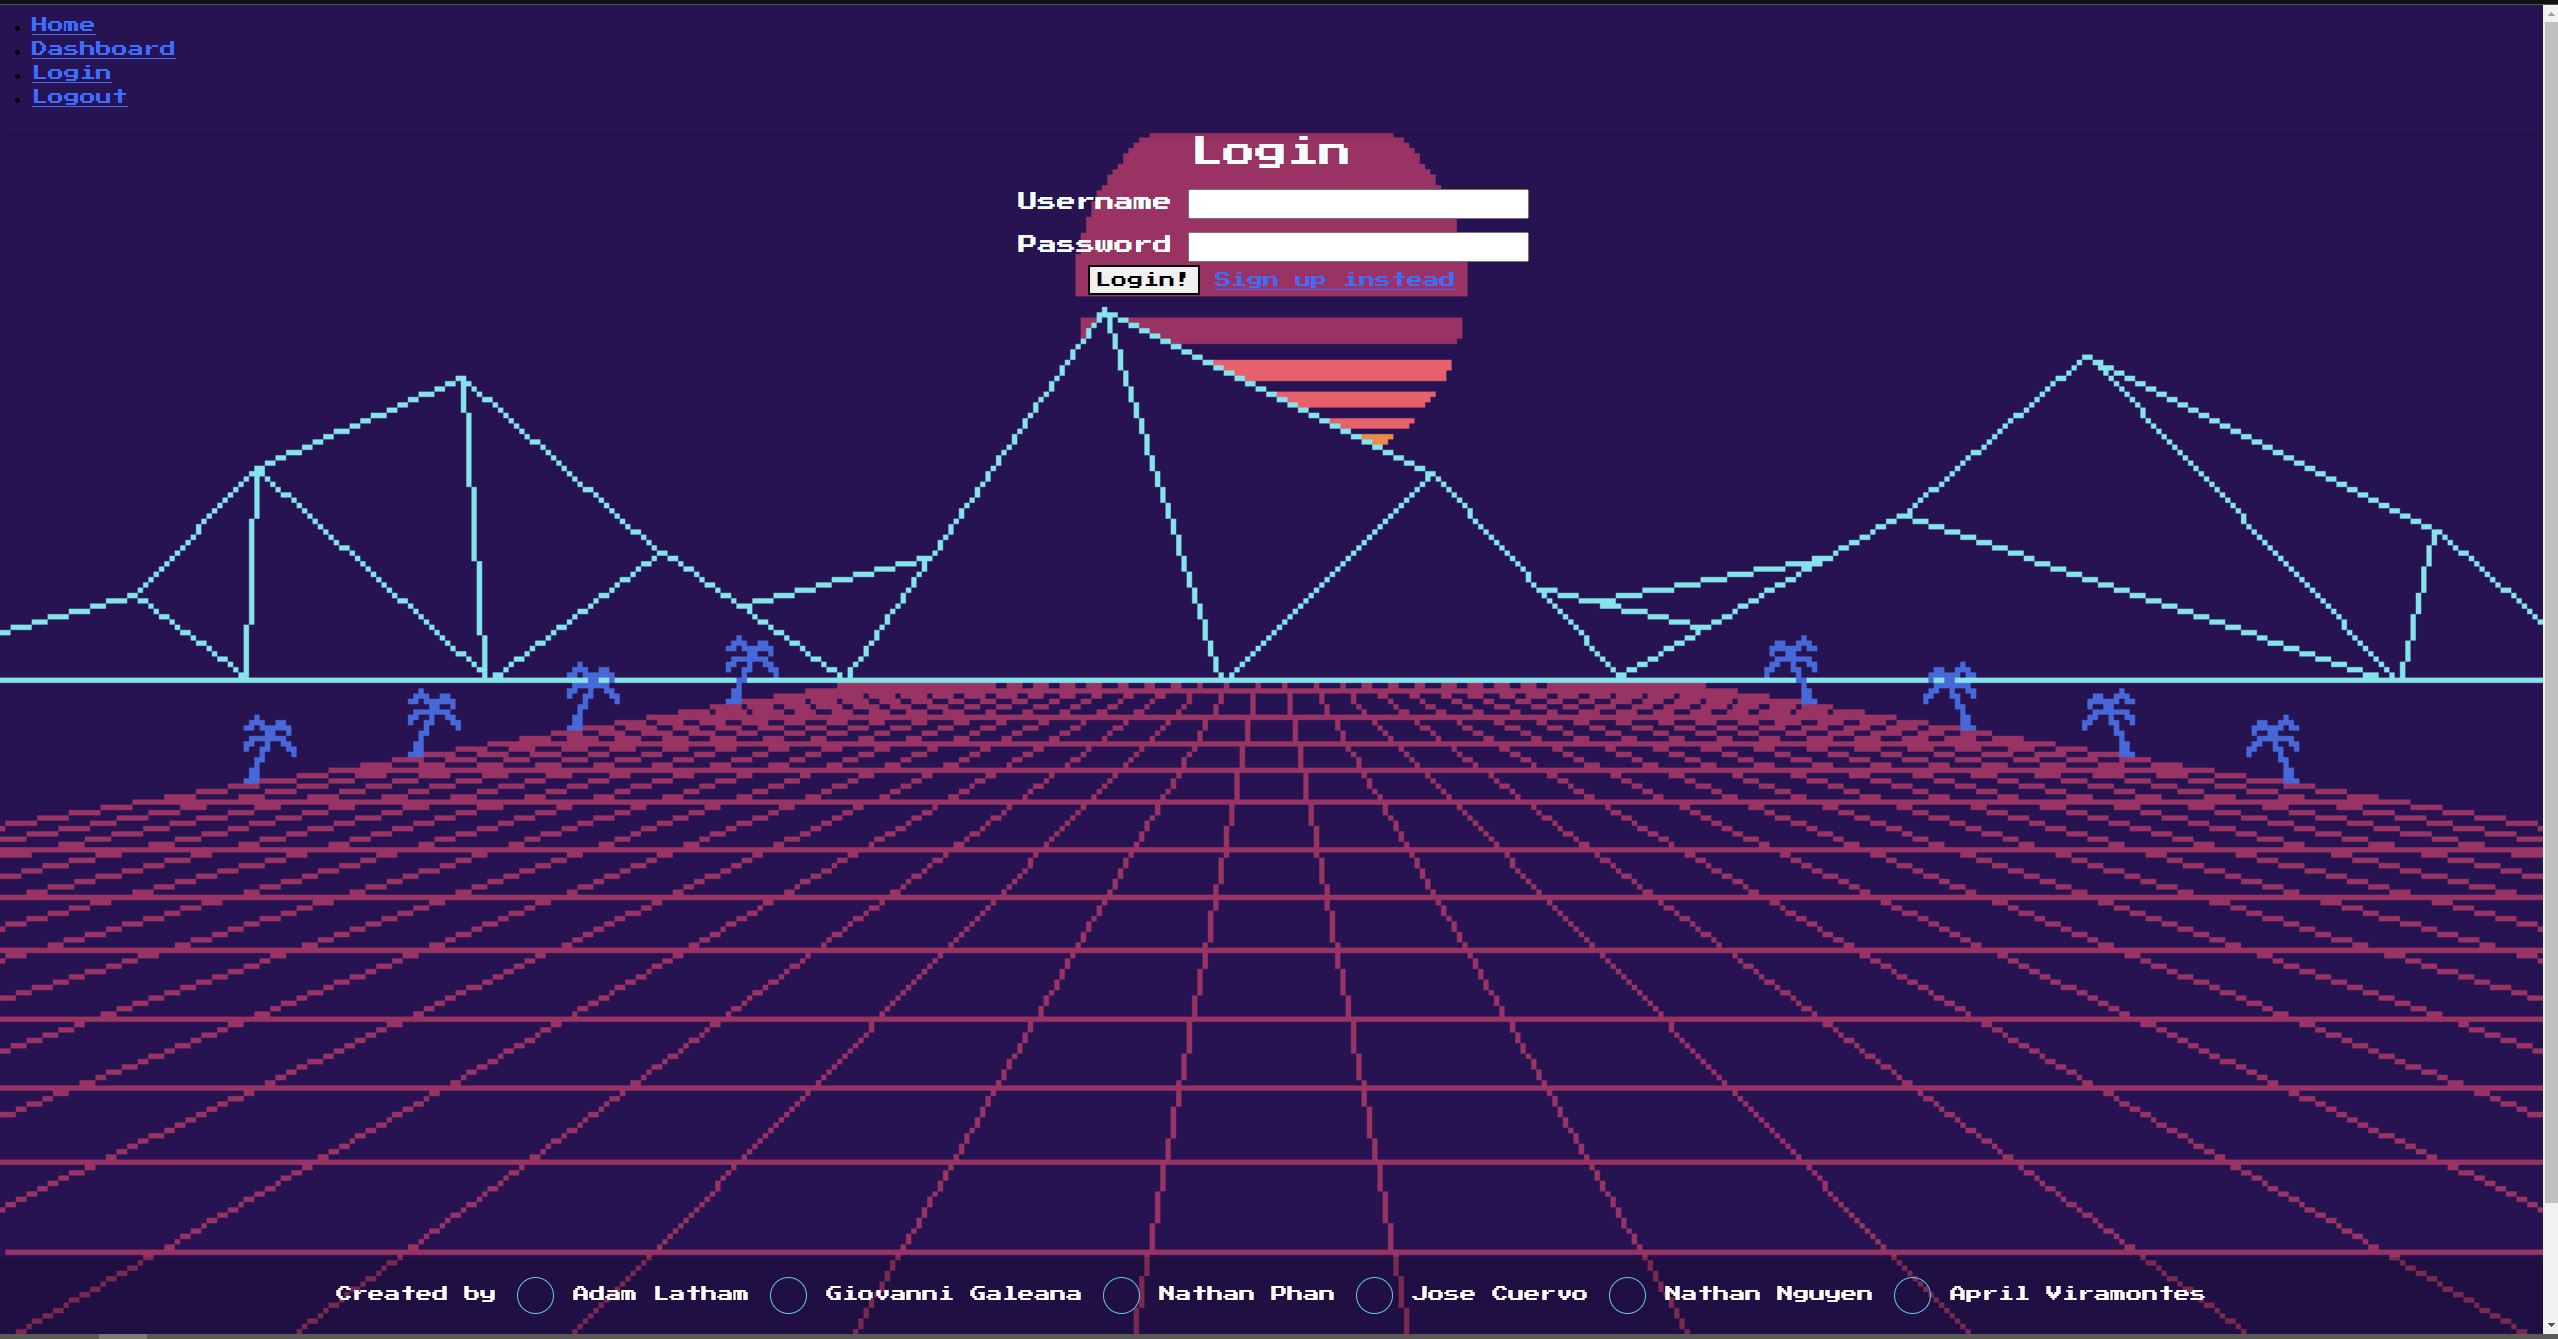 Home
Dashboard
Login
Logout
Login
Username
Password
Login! Sign up instead
Created by Adam Latham Giovanni Galeana Nathan Phan Jose Cuervo Nathan Nguyen April Viramontes